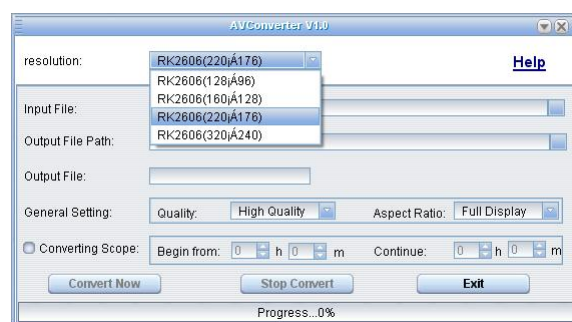 AVConverter V1.0
resolution: RK2606(220¡Á176) Help
RK2606(128¡Á96)
RK2606(160¡Á128)
RK2606(220¡Á176)
RK2606(320¡Á240)
Input File:
Output File Path:
Output File:
General Setting: Quality: High Quality Aspect Ratio: Full Display
Converting Scope: Begin from: 0 h 0 m Continue: 0 h 0 m
Convert Now Stop Convert Exit
Progress...0%